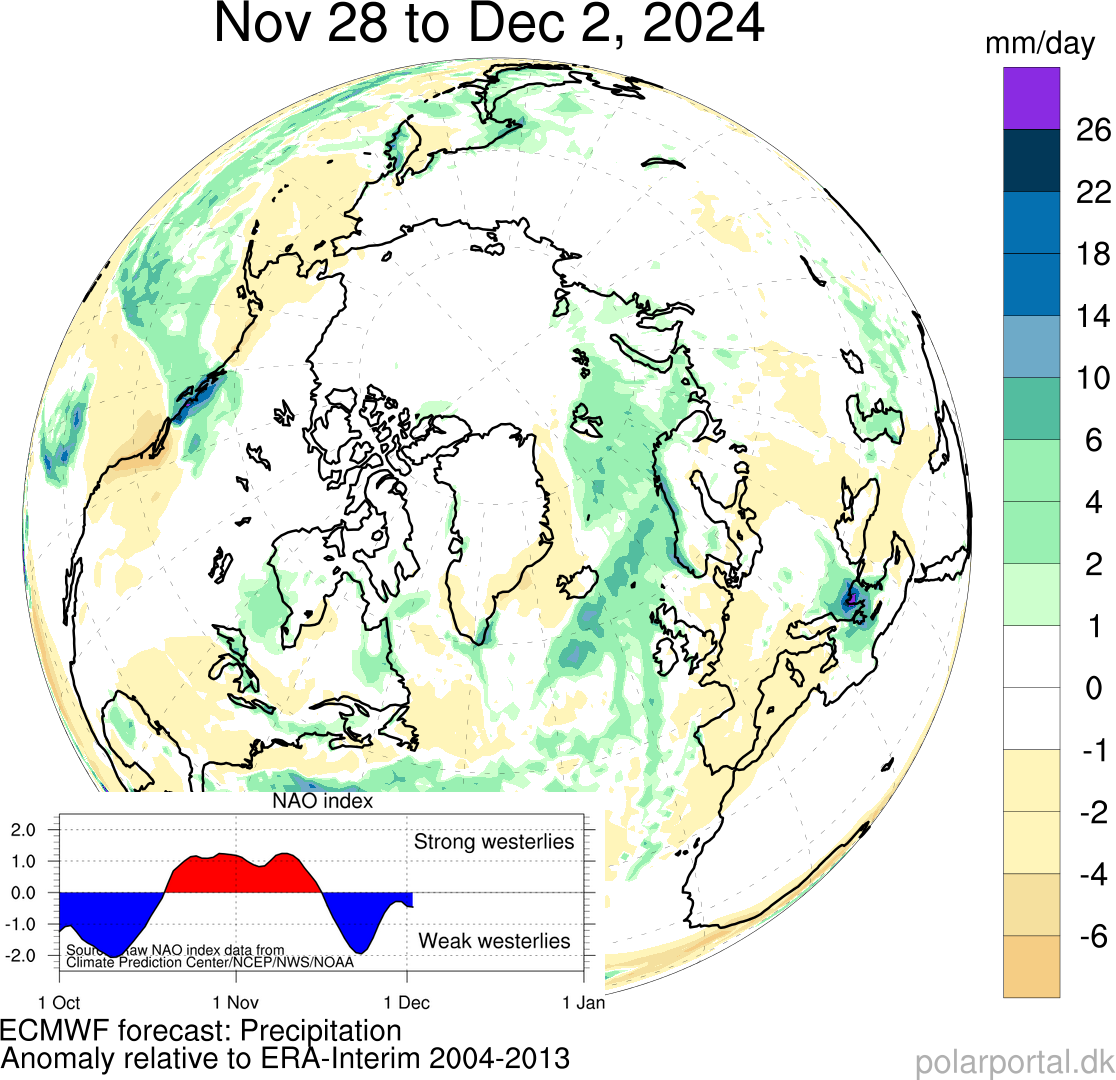 Nov 28 to Dec 2, 2024
mm/day
26
22
18
14
10
6
4
2
1
0
-1
-2
-4
-6
NAO index
2.0
1.0
0.0
-1.0
-2.0
Strong westerlies
Weak westerlies
raw NAO index data from
Climate Prediction Center/NCEP/NWS/NOAA
1 Oct
1 Nov
1 Dec
1 Jan
ECMWF forecast: Precipitation
Anomaly relative to ERA-Interim 2004-2013
polarportal.dk